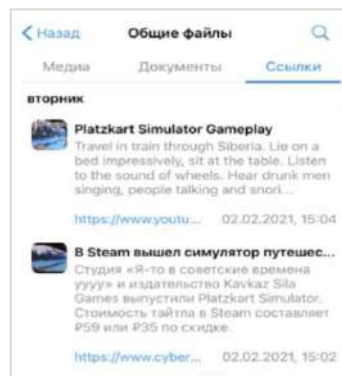 Назад Общие файлы
Медиа Документы Ссылки
вторник
Platzkart Simulator Gameplay
Travel in train through Siberia. Lie on a
bed impressively, sit at the table. Listen
to the sound of wheels. Hear drunk men
singing, people talking and snori...
https://www.youtu... 02.02.2021, 15:04
В Steam вышел симулятор путешес...
Студия «Я-то в советские времена
уууу» и издательство Kavkaz Sila
Games выпустили Platzkart Simulator.
Стоимость тайтла в Steam составляет
₽59 или ₽35 по скидке.
https://www.cyber... 02.02.2021, 15:02